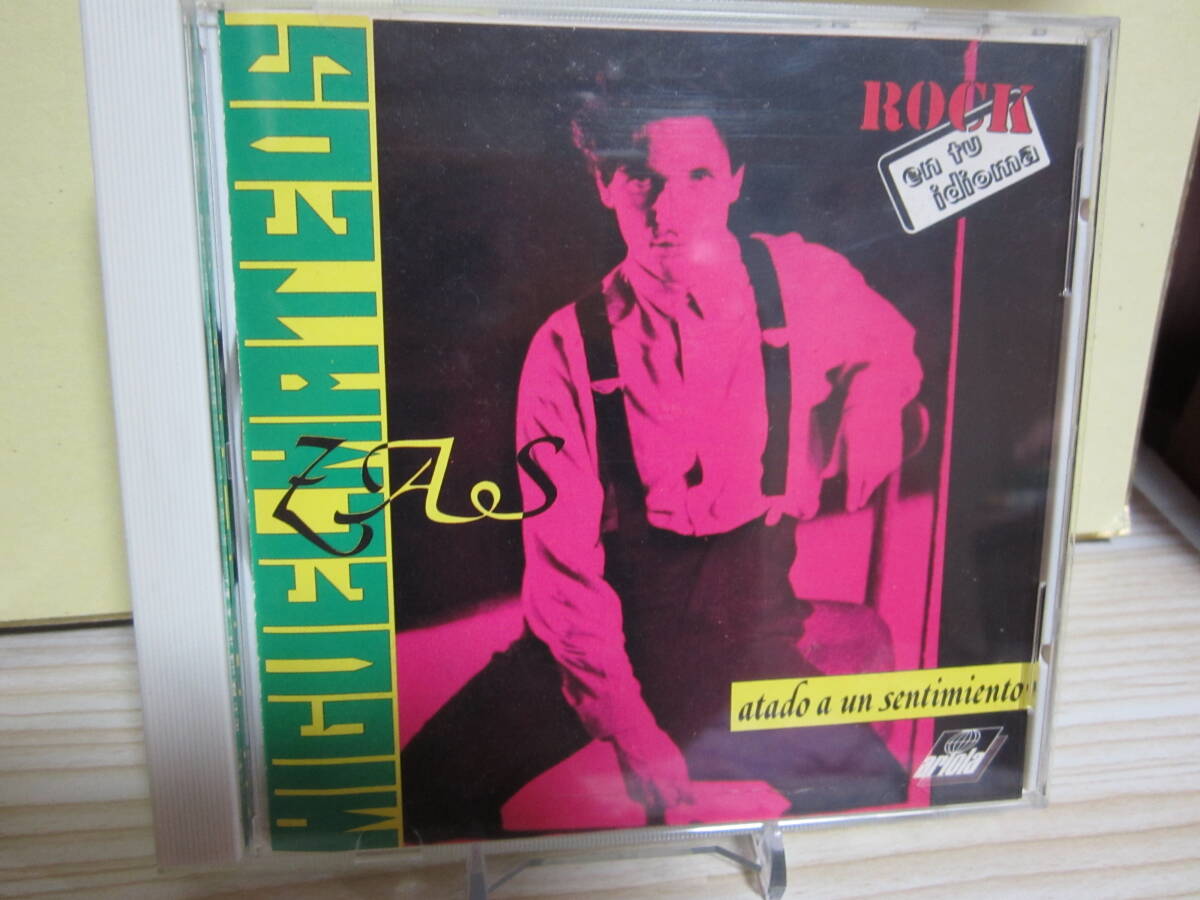 MIGUEL MATEOS
ZAS
ROCK
en tu
idioma
atado a un sentimiento
ariola